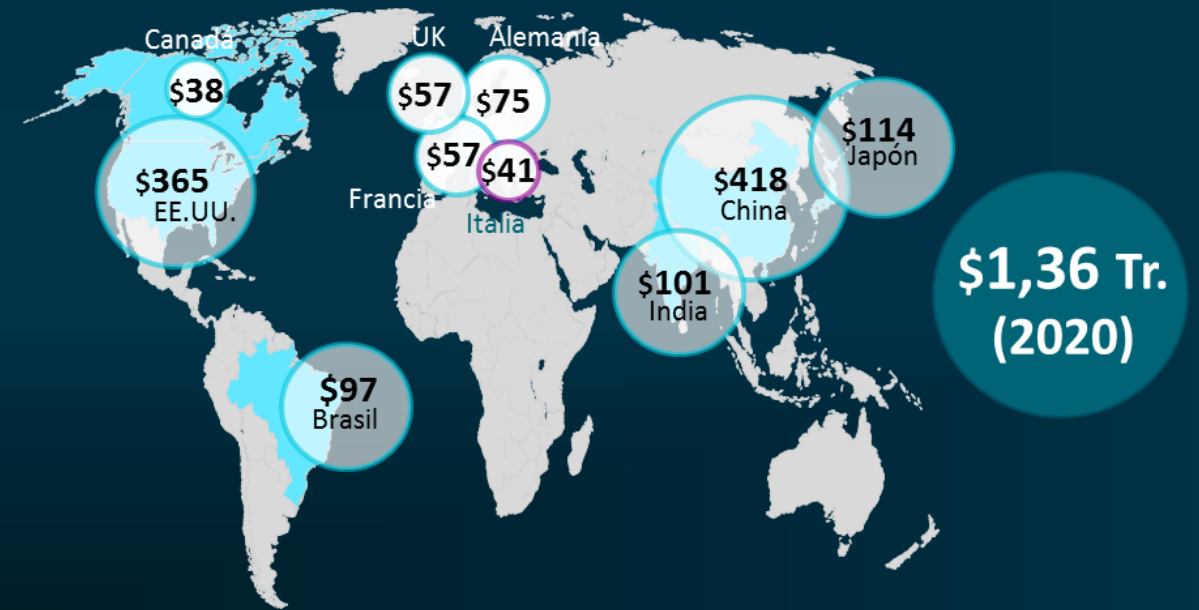 Canadá
$38
$365
EE.UU.
UK
$57
Alemania
$75
$57
Francia
$41
Italia
$418
China
$114
Japón
$101
India
$97
Brasil
$1,36 Tr.
(2020)